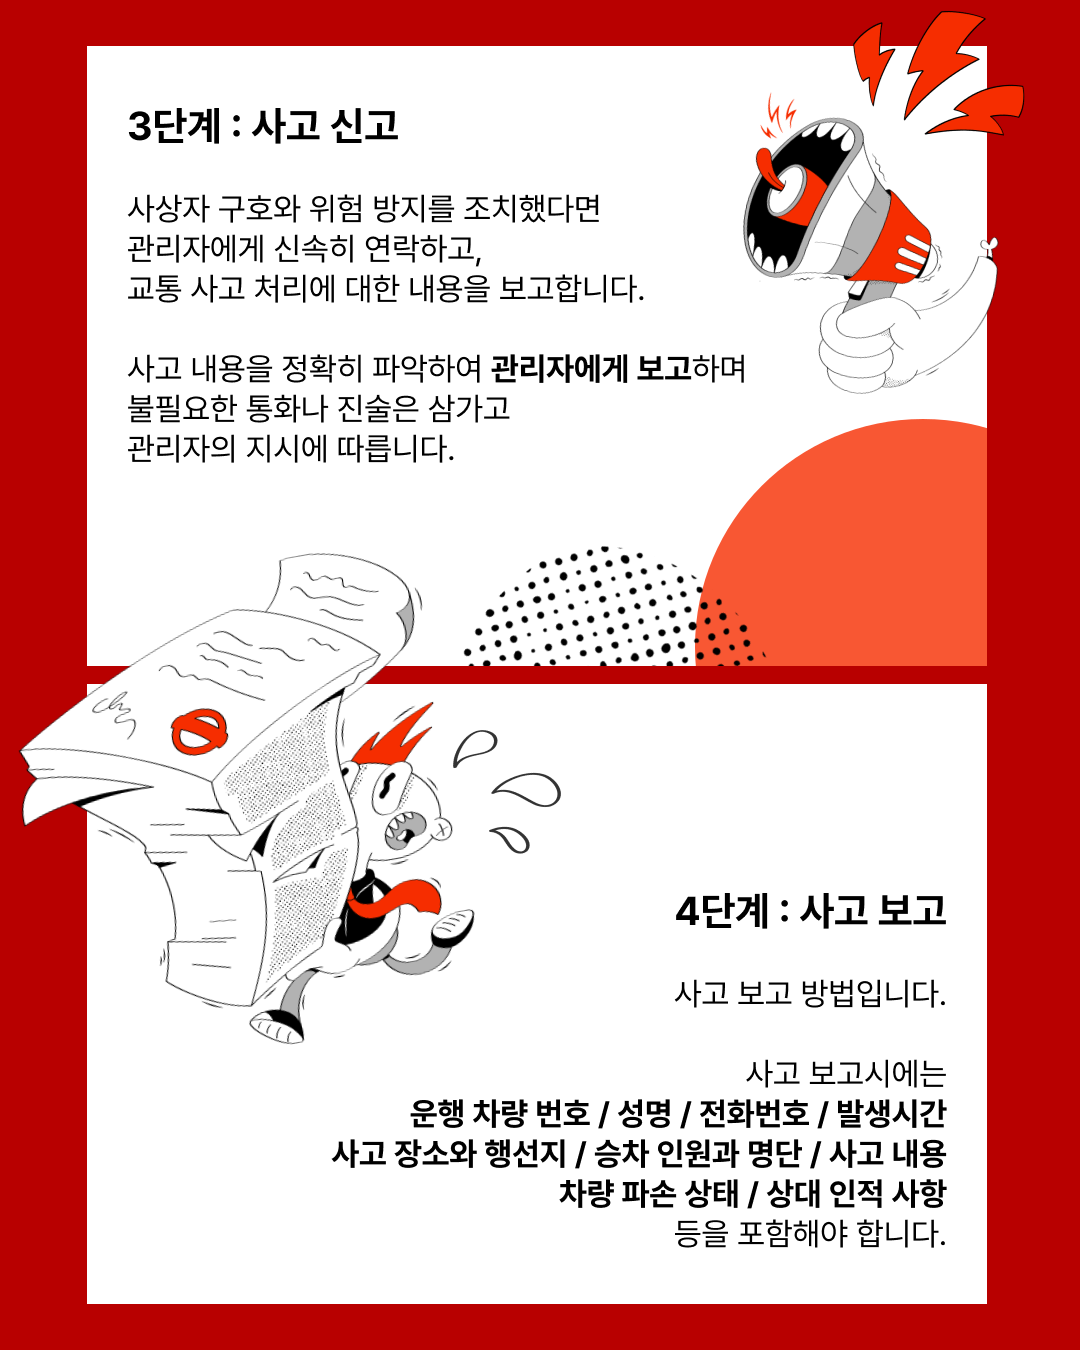 3단계 : 사고 신고
사상자 구호와 위험 방지를 조치했다면
관리자에게 신속히 연락하고,
교통 사고 처리에 대한 내용을 보고합니다.
사고 내용을 정확히 파악하여 관리자에게 보고하며
불필요한 통화나 진술은 삼가고
관리자의 지시에 따릅니다.
4단계 : 사고 보고
사고 보고 방법입니다.
사고 보고시에는
운행 차량 번호 / 성명 / 전화번호 / 발생시간
사고 장소와 행선지 / 승차 인원과 명단 / 사고 내용
차량 파손 상태 / 상대 인적 사항
등을 포함해야 합니다.